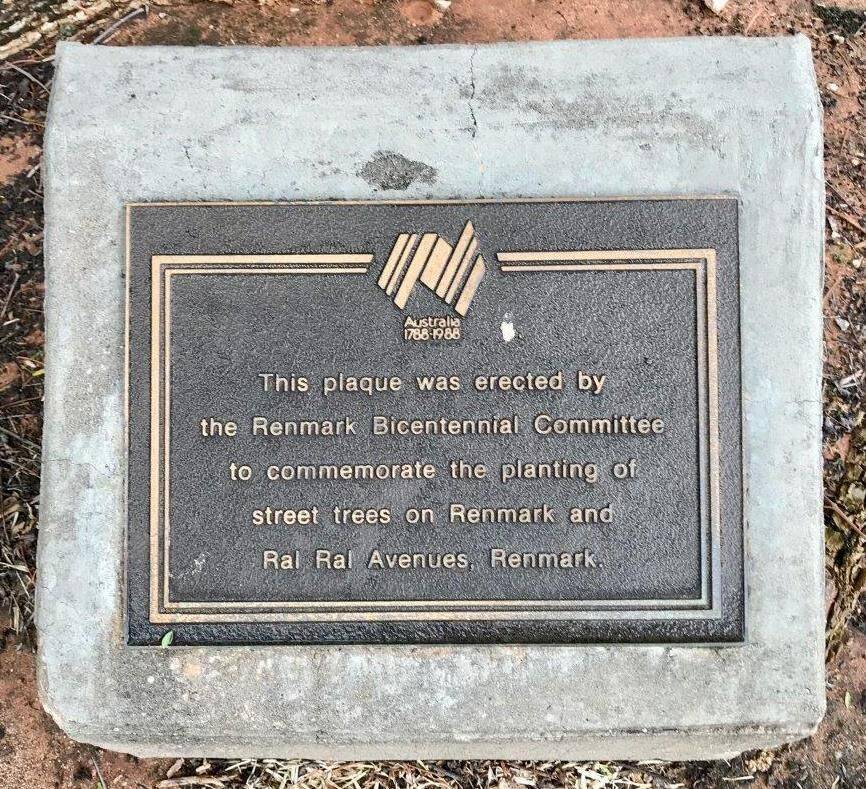 Australia
1788-1988
This plaque was erected by
the Renmark Bicentennial Committee
to commemorate the planting of
street trees on Renmark and
Ral Ral Avenues, Renmark.